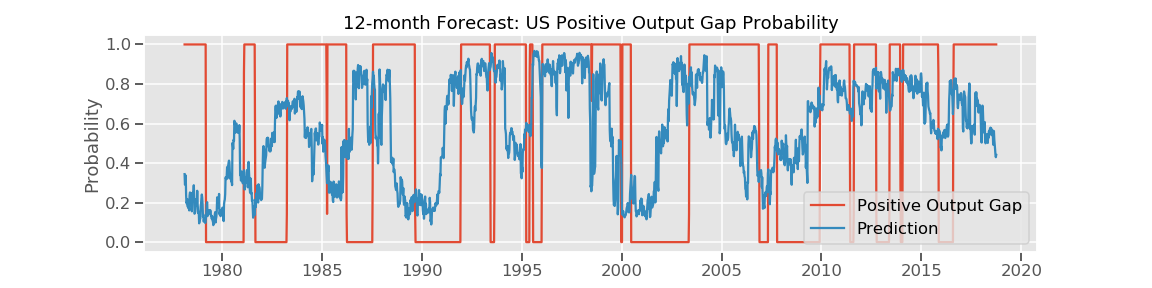 12-month Forecast: US Positive Output Gap Probability
Probability
1.0
0.8
0.6
0.4
0.2
0.0
Positive Output Gap
Prediction
1980 1985 1990 1995 2000 2005 2010 2015 2020